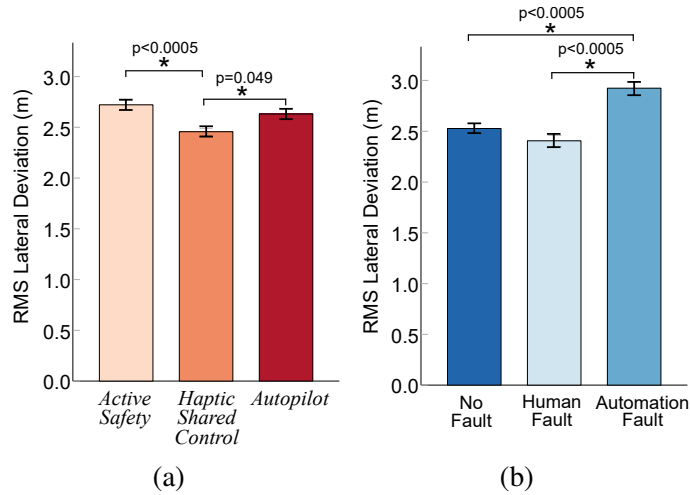 p<0.0005
*
p=0.049
*
3.0
2.5
2.0
1.5
1.0
0.5
0.0
RMS Lateral Deviation (m)
Active
Safety
Haptic
Shared
Control
Autopilot
(a)
p<0.0005
*
p<0.0005
*
3.0
2.5
2.0
1.5
1.0
0.5
0.0
RMS Lateral Deviation (m)
No
Fault
Human
Fault
Automation
Fault
(b)